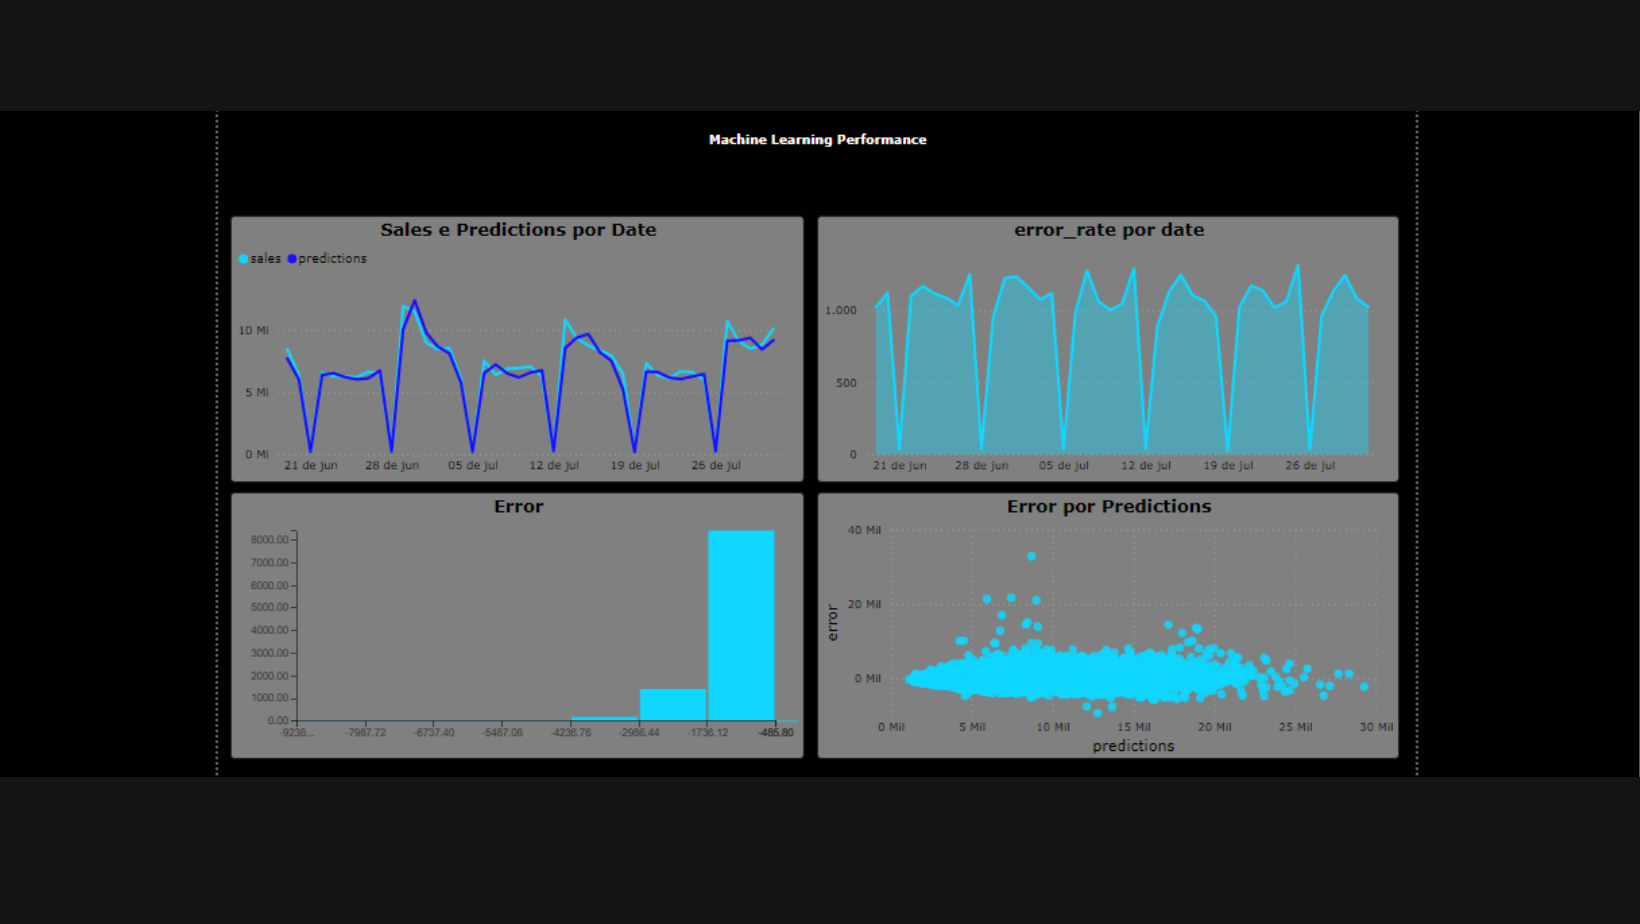 Machine Learning Performance
Sales e Predictions por Date
sales predictions
10 Mi
5 Mi
0 Mi
21 de jun 28 de jun 05 de jul 12 de jul 19 de jul 26 de jul
error_rate por date
1.000
500
0
21 de jun 28 de jun 05 de jul 12 de jul 19 de jul 26 de jul
Error
8000.00
7000.00
6000.00
5000.00
4000.00
3000.00
2000.00
1000.00
0.00
-9238... -7987.72 -6737.40 -5487.08 -4236.76 -2986.44 -1736.12
Error por Predictions
error
40 Mil
20 Mil
0 Mil
0 Mil 5 Mil 10 Mil 15 Mil 20 Mil 25 Mil 30 Mil
predictions